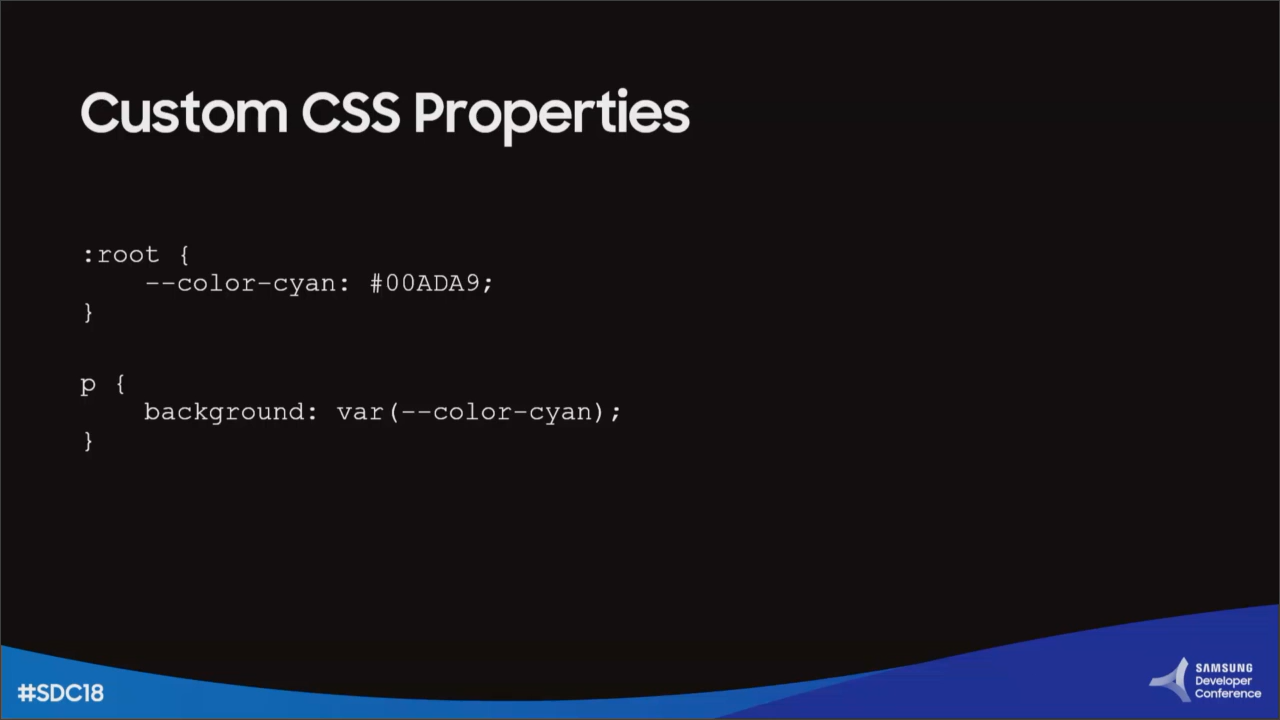 Custom CSS Properties
:root {
    --color-cyan: #00ADA9;
}
p {
    background: var(--color-cyan);
}
#SDC18
SAMSUNG
Developer
Conference